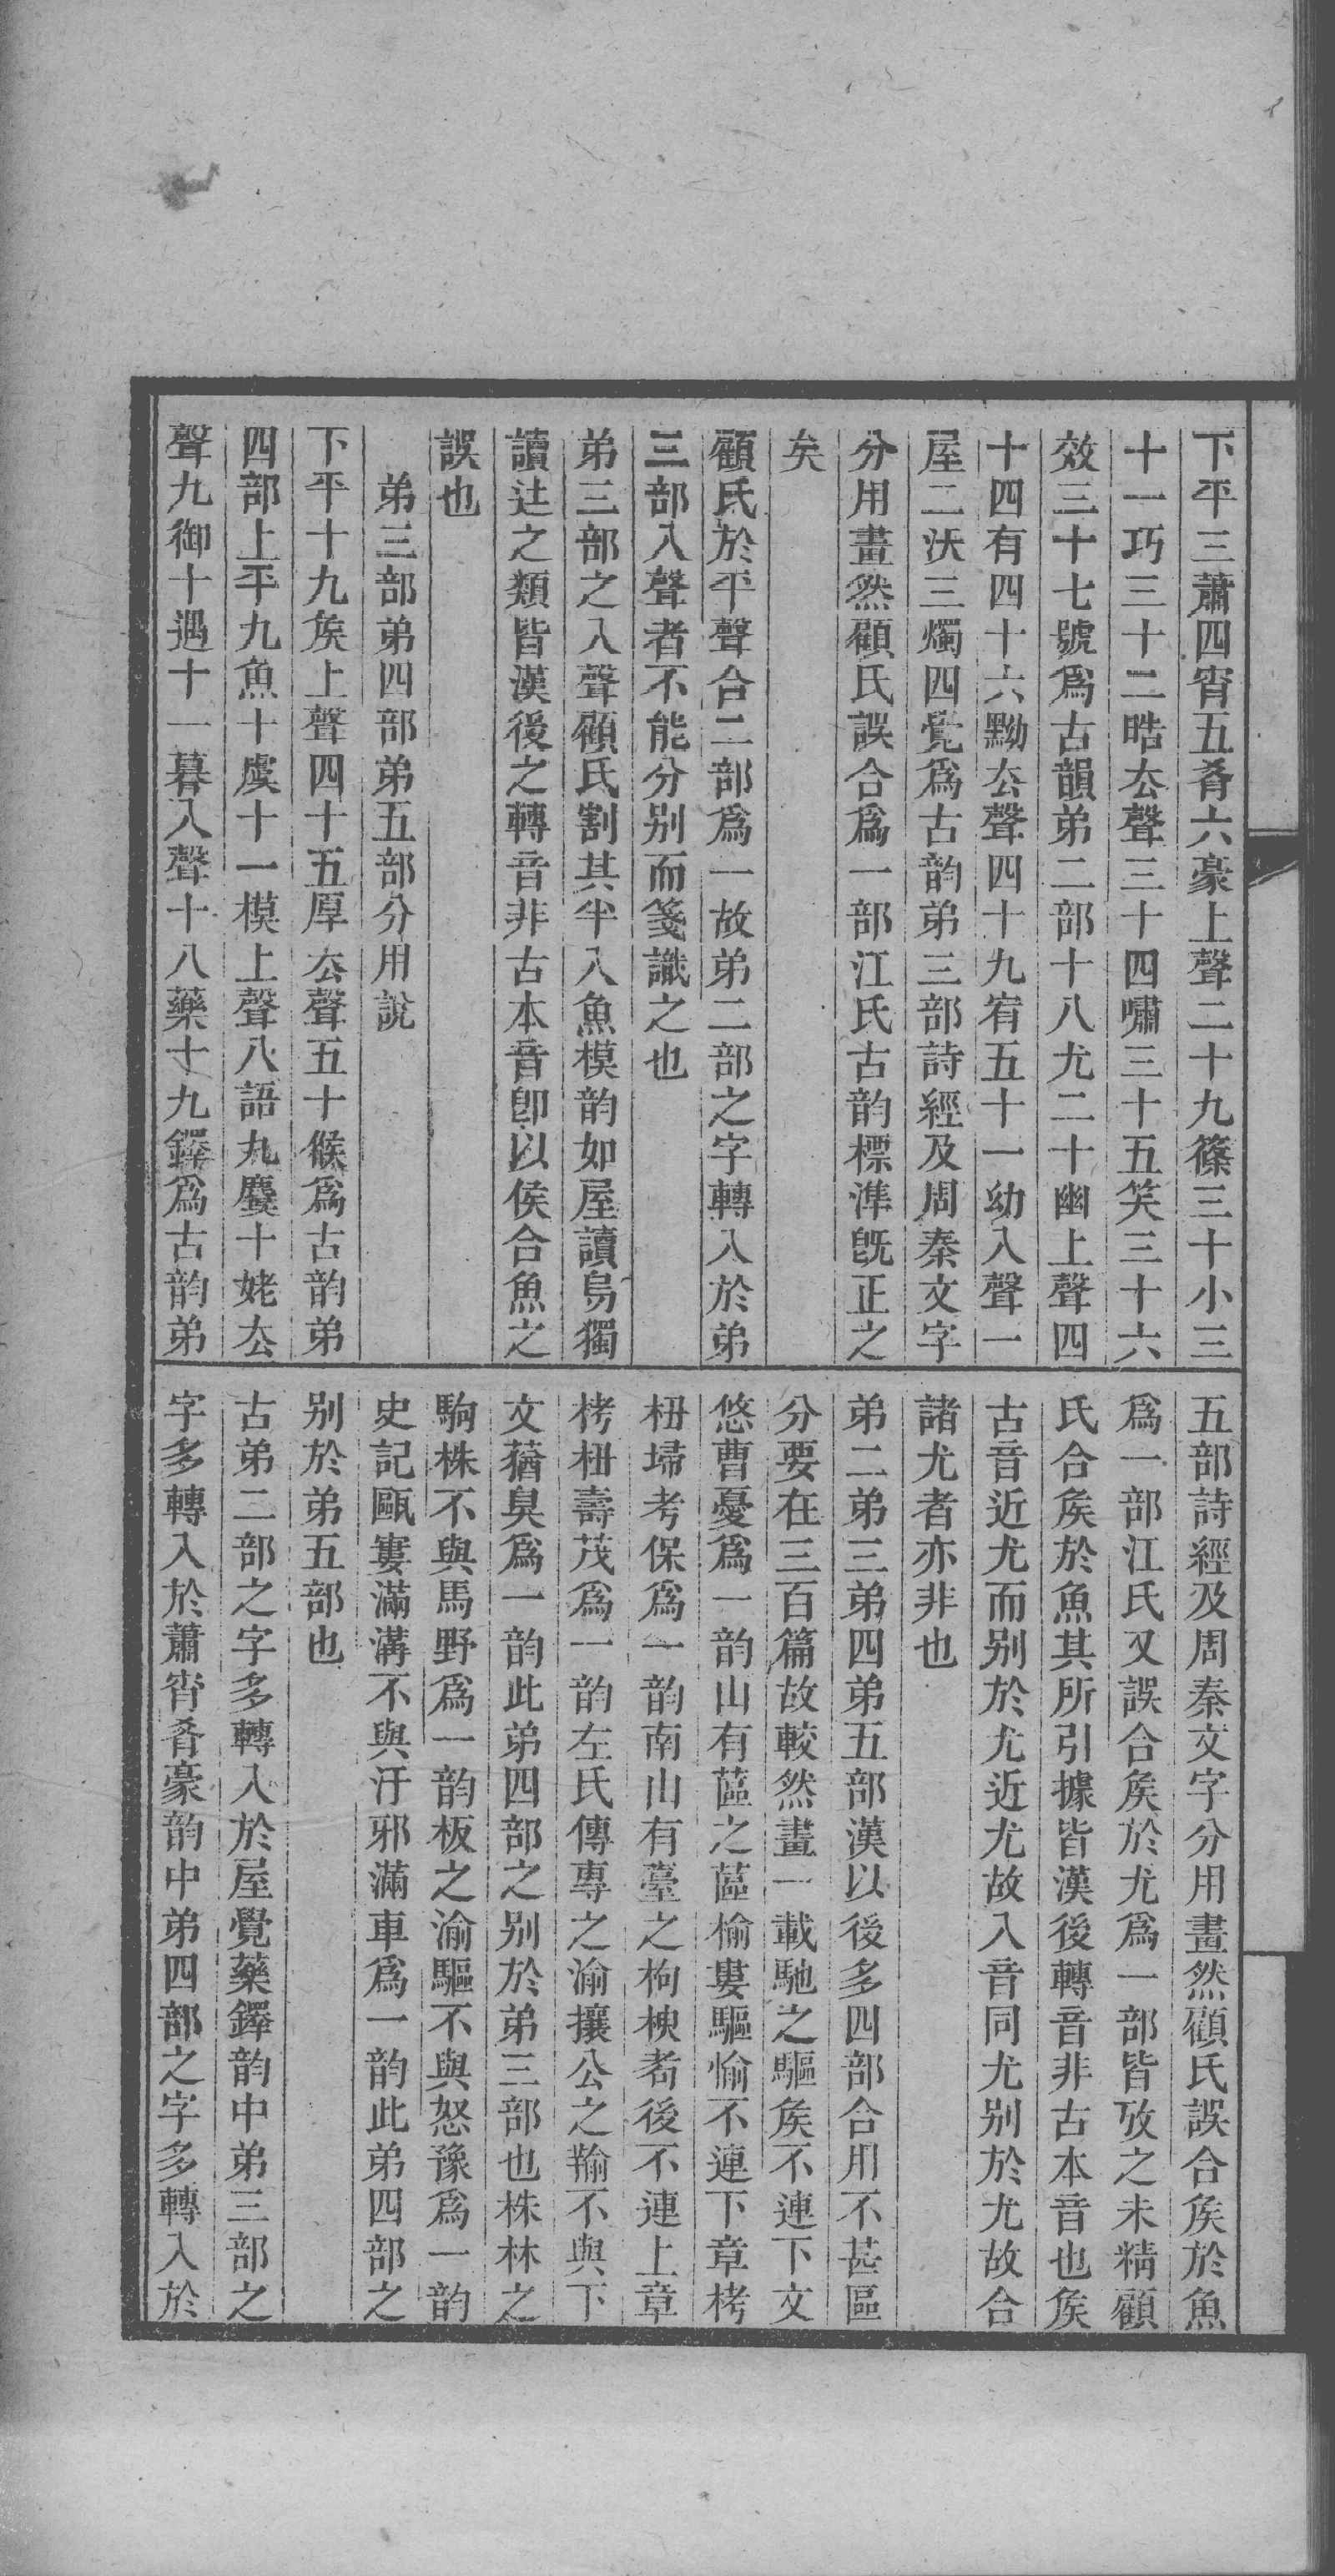 下平三蕭四宵五肴六豪上聲二十九篠三十小三
十一巧三十二晧厺聲三十四嘯三十五笑三十六
效三十七號爲古韻弟二部十八尤二十幽上聲四
十四有四十六黝厺聲四十九宥五十一幼入聲一
屋二沃三燭四覺爲古韵弟三部詩經及周秦文字
分用畫然顧氏誤合爲一部江氏古韵標準旣正之
矣
顧氏於平聲合二部爲一故弟二部之字轉入於弟
三部入聲者不能分别而箋識之也
弟三部之入聲顧氏割其半入魚模韵如屋讀烏獨
讀辻之類皆漢後之轉音非古本音卽以侯合魚之
誤也
弟三部弟四部弟五部分用說
下平十九矦上聲四十五厚厺聲五十候爲古韵弟
四部上平九魚十虞十一模上聲八語九麌十姥厺
聲九御十遇十一暮入聲十八藥十九鐸爲古韵弟
五部詩經及周秦文字分用畫然顧氏誤合矦於魚
爲一部江氏又誤合矦於尤爲一部皆攷之未精顧
氏合矦於魚其所引據皆漢後轉音非古本音也矦
古音近尤而别於尤近尤故入音同尤别於尤故合
諸尤者亦非也
弟二弟三弟四弟五部漢以後多四部合用不甚區
分要在三百篇故較然畫一載馳之驅矦不連下文
悠曹憂爲一韵山有蓲之蓲榆婁驅愉不連下章栲
杻埽考保爲一韵南山有臺之枸楰耇後不連上章
栲杻壽茂爲一韵左氏傳專之渝攘公之羭不與下
文蕕臭爲一韵此弟四部之别於弟三部也株林之
駒株不與馬野爲一韵板之渝驅不與怒豫爲一韵
史記甌寠滿溝不與汙邪滿車爲一韵此弟四部之
别於弟五部也
古弟二部之字多轉入於屋覺藥鐸韵中弟三部之
字多轉入於蕭宵肴豪韵中弟四部之字多轉入於